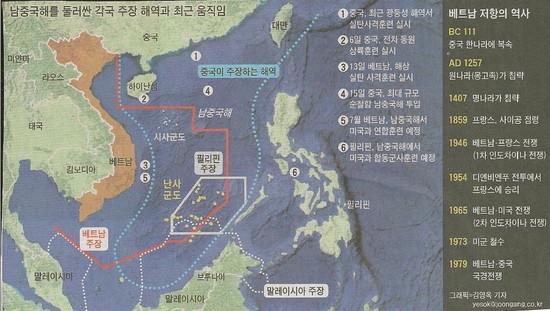 남중국해를 둘러싼 각국 주장 해역과 최근 움직임
중국
대만
미얀마
라오스
하이난섬
태국
캄보디아
베트남
시사군도
남중국해
중국이 주장하는 해역
필리핀 주장
난사군도
베트남 주장
필리핀
말레이시아
브루나이
말레이시아
말레이시아 주장
① 중국, 최근 광둥성 해역서
실탄사격훈련 실시
② 6일 중국, 전차 동원
상륙훈련 실시
③ 13일 베트남, 해상
실탄 사격훈련 실시
④ 15일 중국, 최대 규모
순찰함 남중국해 투입
⑤ 7월 베트남, 남중국해서
미국과 연합훈련 예정
⑥ 필리핀, 남중국해에서
미국과 합동군사훈련 예정
①
②
③
④
⑤
⑥
베트남 저항의 역사
BC 111
중국 한나라에 복속
AD 1257
원나라(몽고족)가 침략
1407 명나라가 침략
1859 프랑스, 사이공 점령
1946 베트남·프랑스 전쟁
(1차 인도차이나 전쟁)
1954 디엔비엔푸 전투에서
프랑스에 승리
1965 베트남·미국 전쟁
(2차 인도차이나 전쟁)
1973 미군 철수
1979 베트남·중국
국경전쟁
그래픽=김영옥 기자
yesok@joongang.co.kr